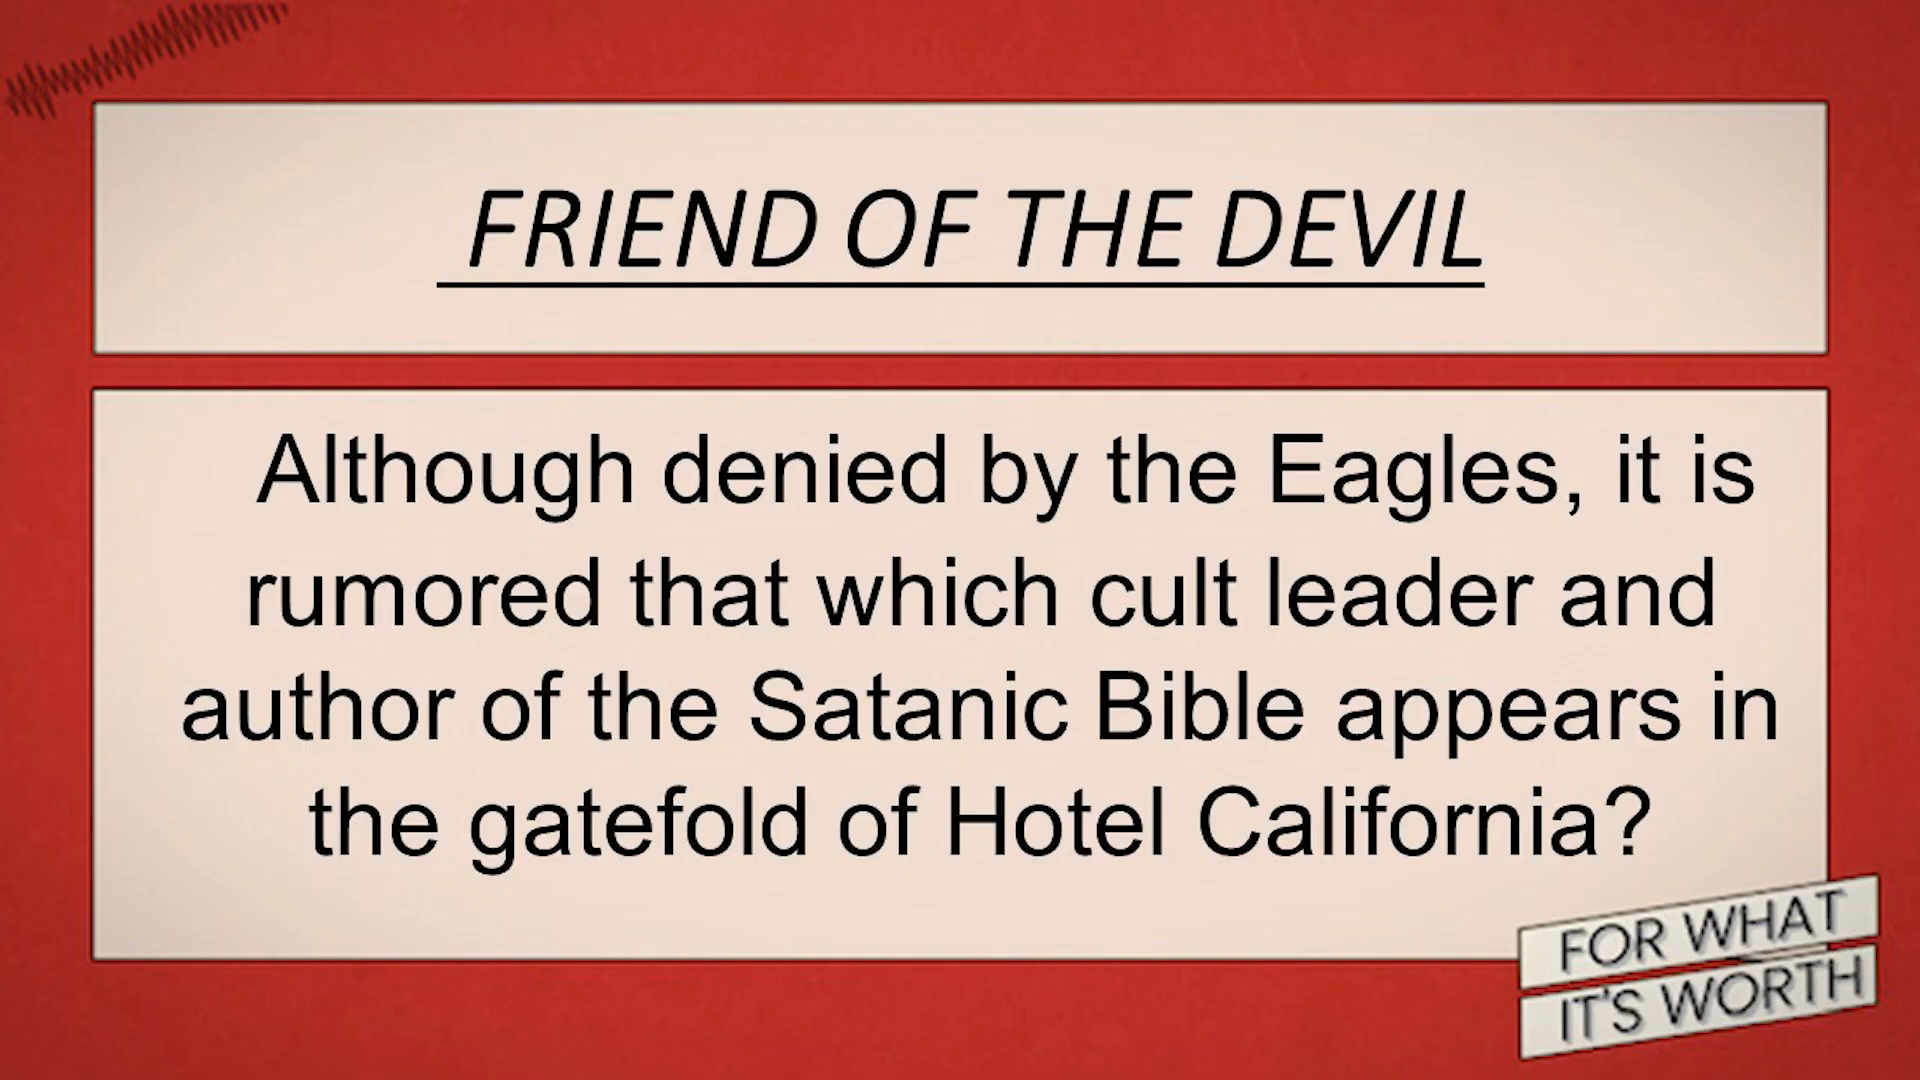 FRIEND OF THE DEVIL
Although denied by the Eagles, it is
rumored that which cult leader and
author of the Satanic Bible appears in
the gatefold of Hotel California?
FOR WHAT
IT'S WORTH